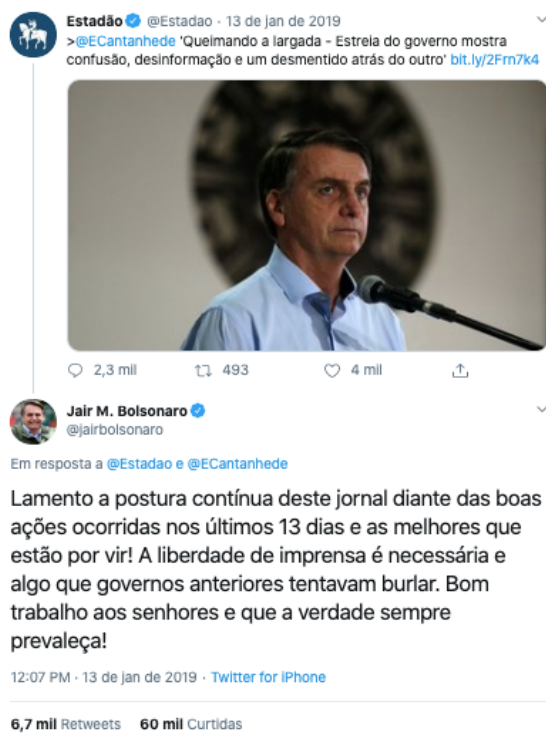 Estadão @Estadao · 13 de jan de 2019
>@ECantanhede 'Queimando a largada - Estreia do governo mostra
confusão, desinformação e um desmentido atrás do outro' bit.ly/2Frn7k4
2,3 mil 493 4 mil
Jair M. Bolsonaro
@jairbolsonaro
Em resposta a @Estadao e @ECantanhede
Lamento a postura contínua deste jornal diante das boas
ações ocorridas nos últimos 13 dias e as melhores que
estão por vir! A liberdade de imprensa é necessária e
algo que governos anteriores tentavam burlar. Bom
trabalho aos senhores e que a verdade sempre
prevaleça!
12:07 PM · 13 de jan de 2019 · Twitter for iPhone
6,7 mil Retweets 60 mil Curtidas